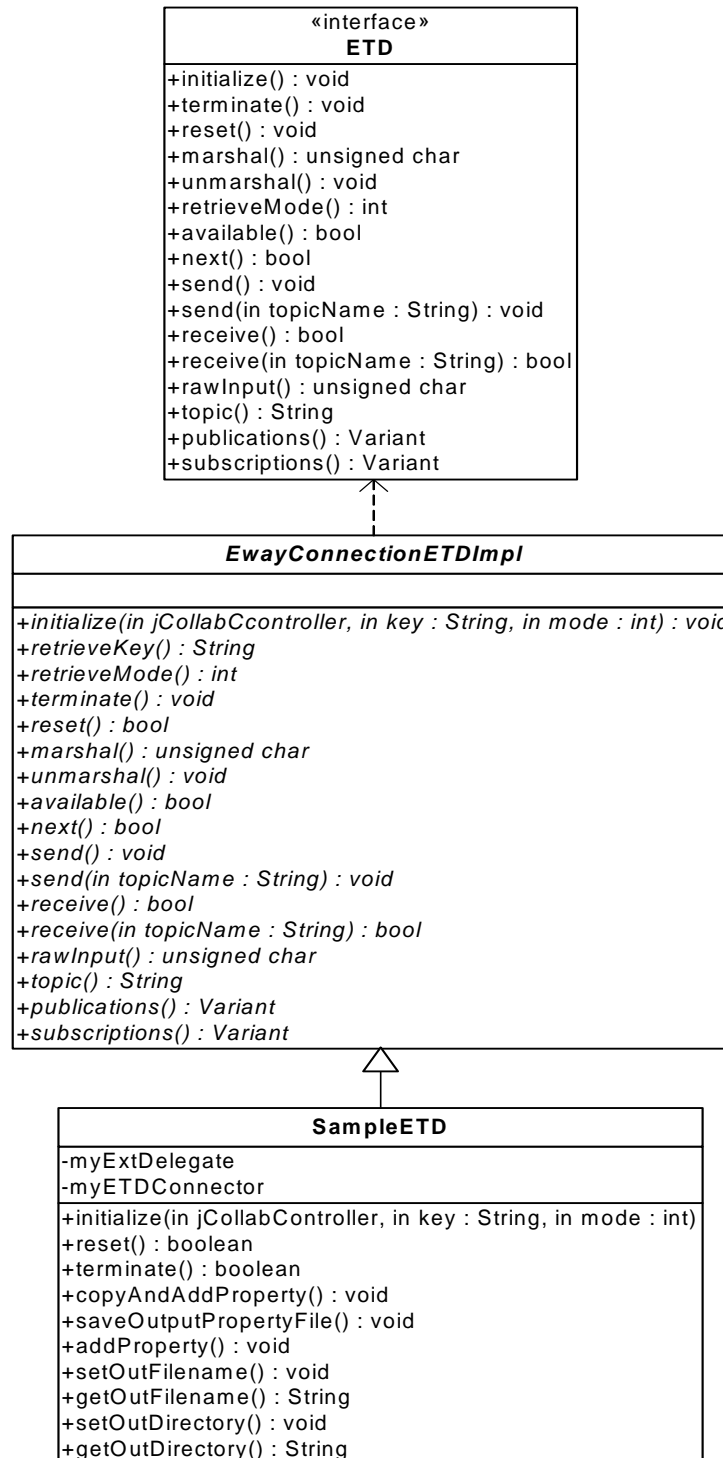 «interface»
ETD
+initialize() : void
+terminate() : void
+reset() : void
+marshal() : unsigned char
+unmarshal() : void
+retrieveMode() : int
+available() : bool
+next() : bool
+send() : void
+send(in topicName : String) : void
+receive() : bool
+receive(in topicName : String) : bool
+rawInput() : unsigned char
+topic() : String
+publications() : Variant
+subscriptions() : Variant
EwayConnectionETDImpl
+initialize(in jCollabCcontroller, in key : String, in mode : int) : void
+retrieveKey() : String
+retrieveMode() : int
+terminate() : void
+reset() : bool
+marshal() : unsigned char
+unmarshal() : void
+available() : bool
+next() : bool
+send() : void
+send(in topicName : String) : void
+receive() : bool
+receive(in topicName : String) : bool
+rawInput() : unsigned char
+topic() : String
+publications() : Variant
+subscriptions() : Variant
SampleETD
-myExtDelegate
-myETDConnector
+initialize(in jCollabController, in key : String, in mode : int)
+reset() : boolean
+terminate() : boolean
+copyAndAddProperty() : void
+saveOutputPropertyFile() : void
+addProperty() : void
+setOutFilename() : void
+getOutFilename() : String
+setOutDirectory() : void
+getOutDirectory() : String